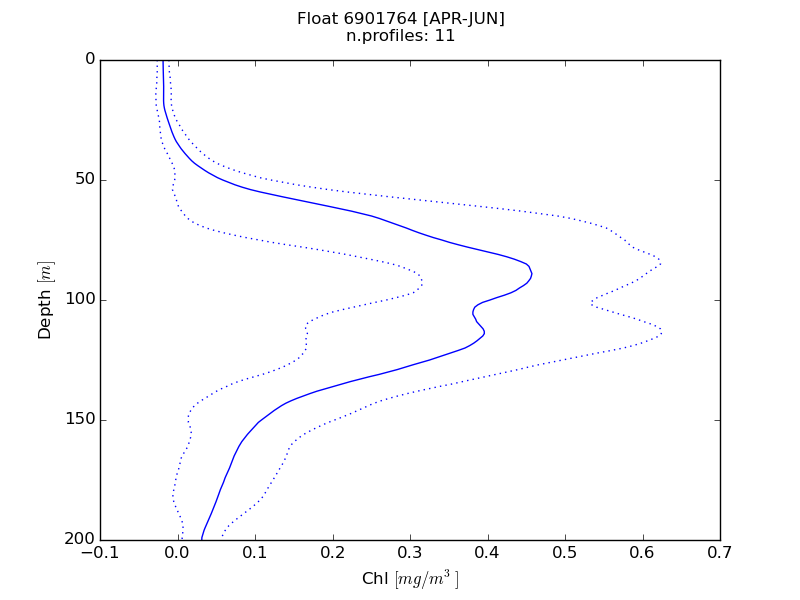 Float 6901764 [APR-JUN]
n.profiles: 11
0
50
100
150
200
Depth [m]
−0.1 0.0 0.1 0.2 0.3 0.4 0.5 0.6 0.7
Chl [mg/m³]